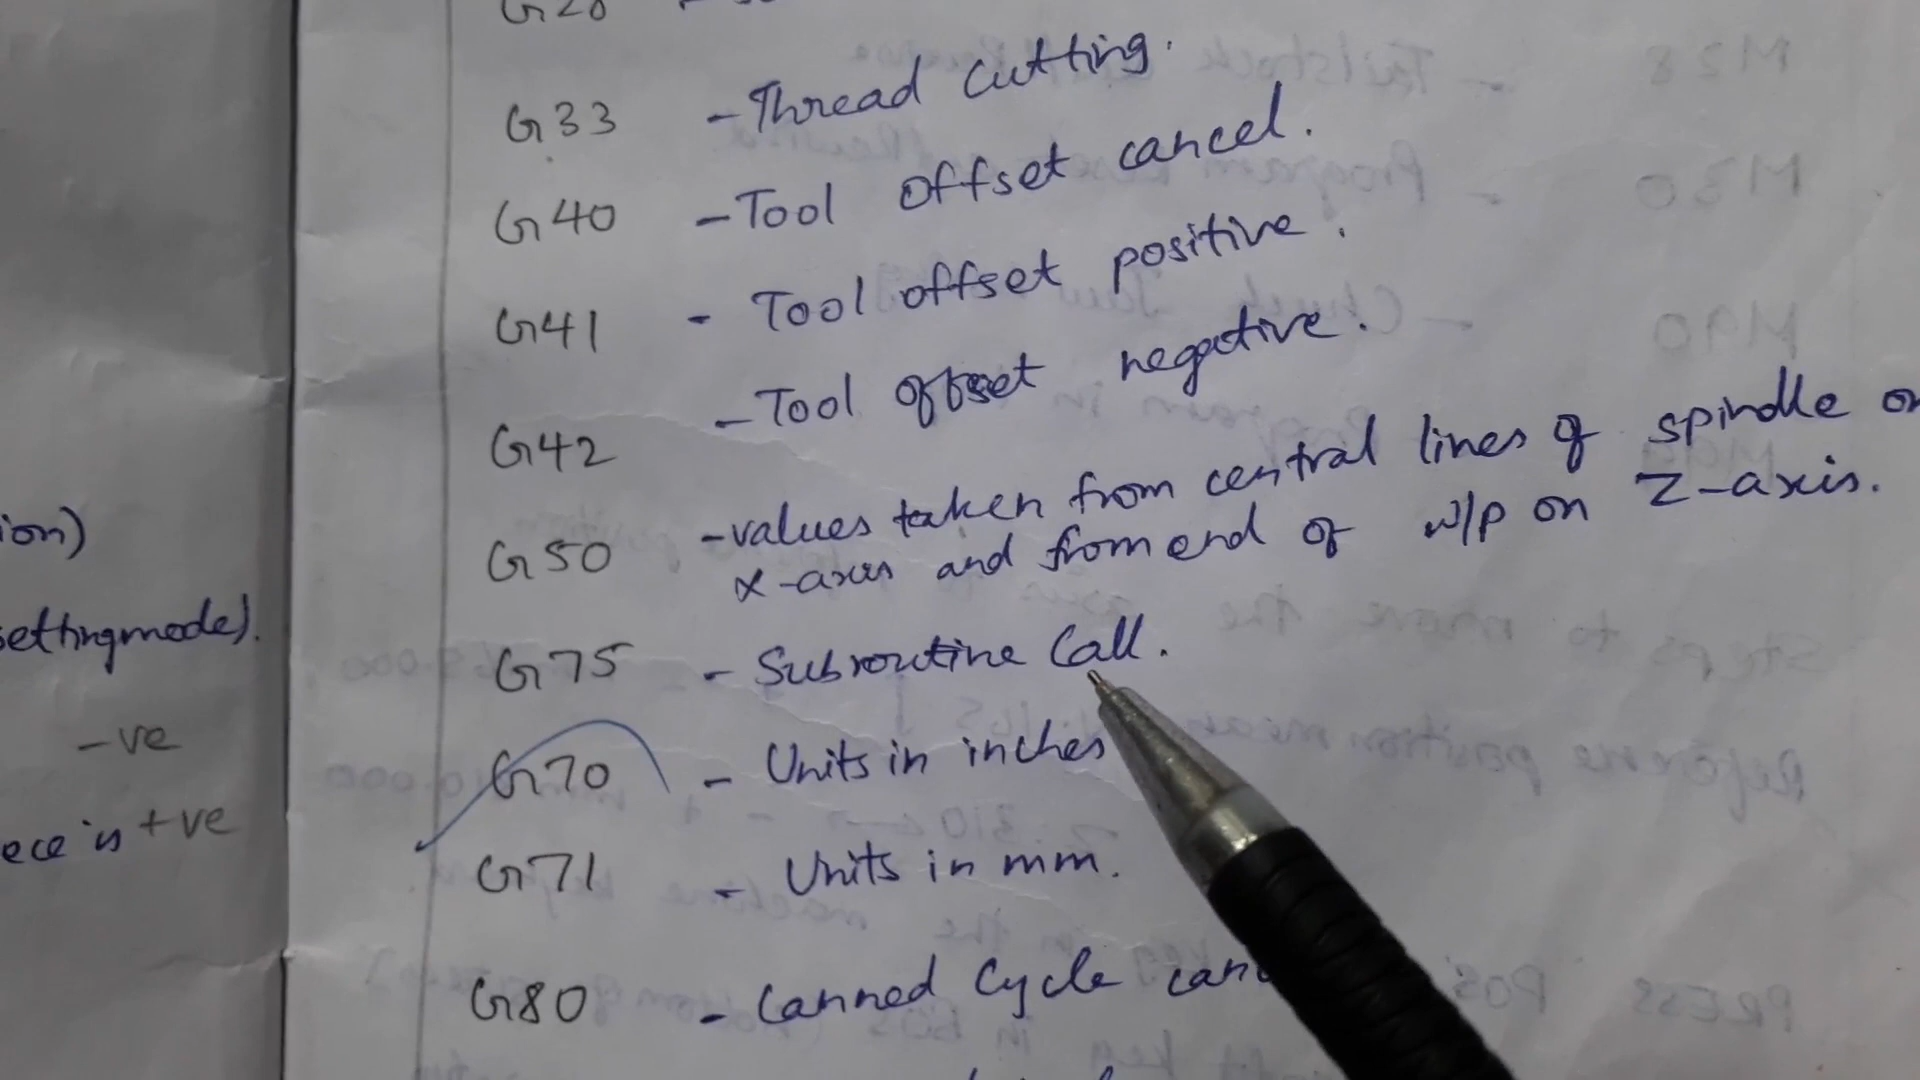 G28
G33 - Thread cutting.
G40 - Tool offset cancel.
G41 - Tool offset positive.
G42 - Tool offset negative.
G50 - values taken from central lines of spindle on
x-axis and from end of w/p on Z-axis.
G75 - Subroutine Call.
G70 - Units in inches
G71 - Units in mm.
G80 - Canned Cycle
ion)
settingmode).
-ve
ece is +ve